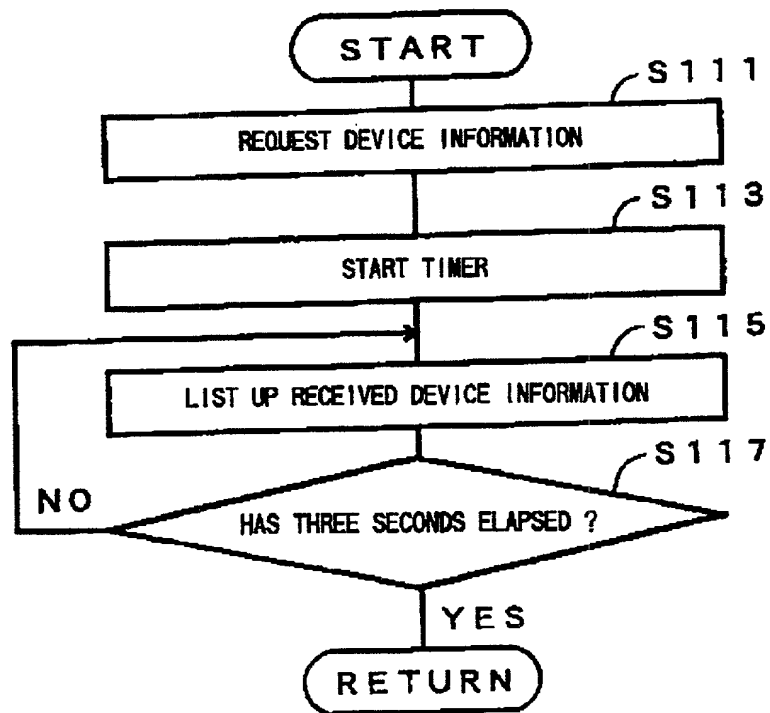 START
S111
REQUEST DEVICE INFORMATION
S113
START TIMER
S115
LIST UP RECEIVED DEVICE INFORMATION
S117
NO
HAS THREE SECONDS ELAPSED ?
YES
RETURN